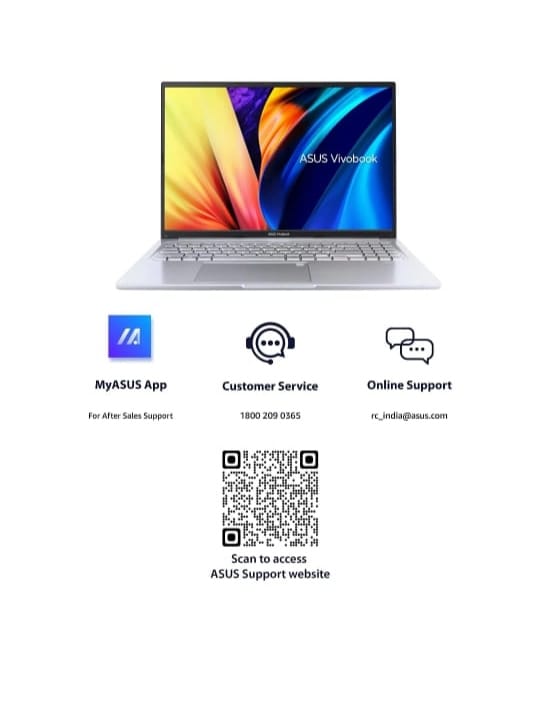 ASUS Vivobook
MyASUS App
Customer Service
Online Support
For After Sales Support
1800 209 0365
rc_india@asus.com
Scan to access
ASUS Support website